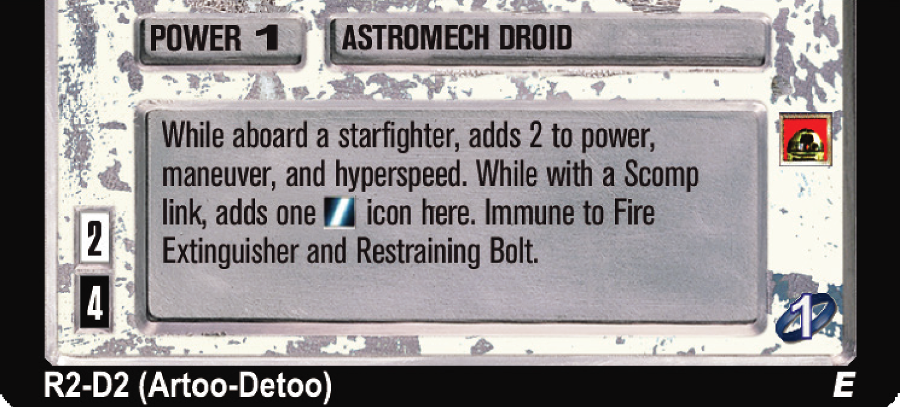 POWER 1
ASTROMECH DROID
While aboard a starfighter, adds 2 to power,
maneuver, and hyperspeed. While with a Scomp
link, adds one icon here. Immune to Fire
Extinguisher and Restraining Bolt.
2
4
1
R2-D2 (Artoo-Detoo)
E